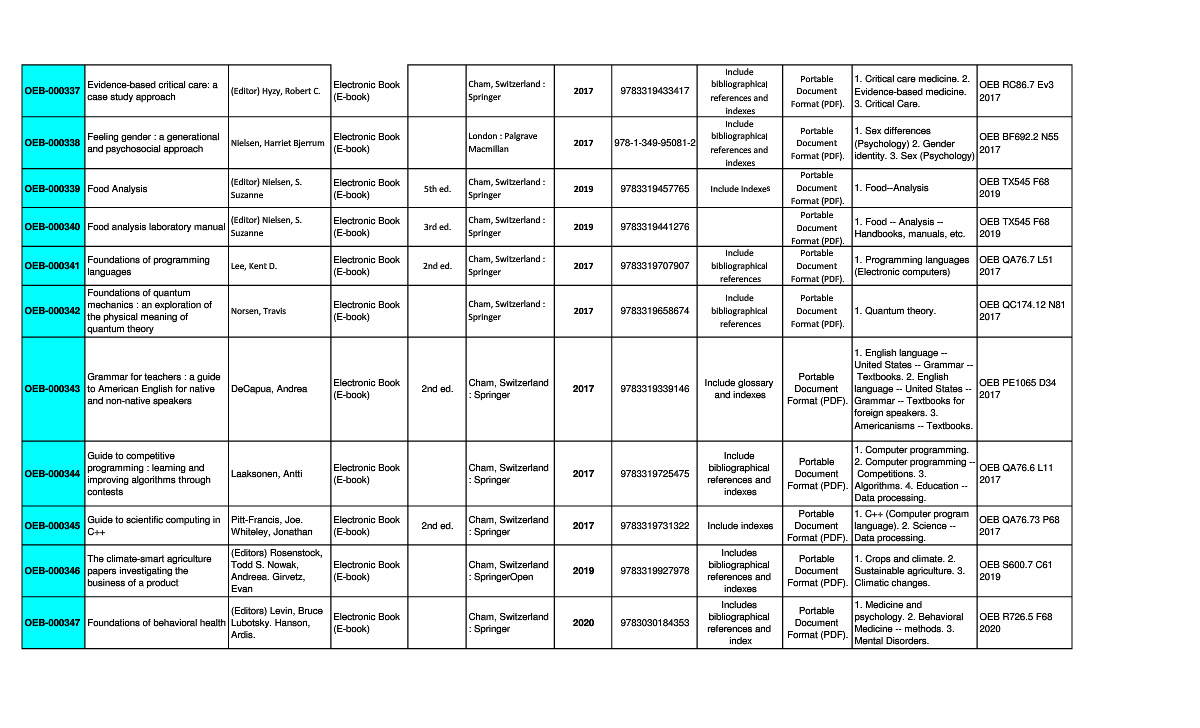 OEB-000337
Evidence-based critical care: a
case study approach
(Editor) Hyzy, Robert C.
Electronic Book
(E-book)
Cham, Switzerland :
Springer
2017
9783319433417
Include
bibliographical
references and
indexes
Portable
Document
Format (PDF).
1. Critical care medicine. 2.
Evidence-based medicine.
3. Critical Care.
OEB RC86.7 Ev3
2017
OEB-000338
Feeling gender : a generational
and psychosocial approach
Nielsen, Harriet Bjerrum
Electronic Book
(E-book)
London : Palgrave
Macmillan
2017
978-1-349-95081-2
Include
bibliographical
references and
indexes
Portable
Document
Format (PDF).
1. Sex differences
(Psychology) 2. Gender
identity. 3. Sex (Psychology)
OEB BF692.2 N55
2017
OEB-000339
Food Analysis
(Editor) Nielsen, S.
Suzanne
Electronic Book
(E-book)
5th ed.
Cham, Switzerland :
Springer
2019
9783319457765
Include Indexes
Portable
Document
Format (PDF).
1. Food--Analysis
OEB TX545 F68
2019
OEB-000340
Food analysis laboratory manual
(Editor) Nielsen, S.
Suzanne
Electronic Book
(E-book)
3rd ed.
Cham, Switzerland :
Springer
2019
9783319441276
Portable
Document
Format (PDF).
1. Food -- Analysis --
Handbooks, manuals, etc.
OEB TX545 F68
2019
OEB-000341
Foundations of programming
languages
Lee, Kent D.
Electronic Book
(E-book)
2nd ed.
Cham, Switzerland :
Springer
2017
9783319707907
Include
bibliographical
references
Portable
Document
Format (PDF).
1. Programming languages
(Electronic computers)
OEB QA76.7 L51
2017
OEB-000342
Foundations of quantum
mechanics : an exploration of
the physical meaning of
quantum theory
Norsen, Travis
Electronic Book
(E-book)
Cham, Switzerland :
Springer
2017
9783319658674
Include
bibliographical
references
Portable
Document
Format (PDF).
1. Quantum theory.
OEB QC174.12 N81
2017
OEB-000343
Grammar for teachers : a guide
to American English for native
and non-native speakers
DeCapua, Andrea
Electronic Book
(E-book)
2nd ed.
Cham, Switzerland
: Springer
2017
9783319339146
Include glossary
and indexes
Portable
Document
Format (PDF).
1. English language --
United States -- Grammar --
Textbooks. 2. English
language -- United States --
Grammar -- Textbooks for
foreign speakers. 3.
Americanisms -- Textbooks.
OEB PE1065 D34
2017
OEB-000344
Guide to competitive
programming : learning and
improving algorithms through
contests
Laaksonen, Antti
Electronic Book
(E-book)
Cham, Switzerland
: Springer
2017
9783319725475
Include
bibliographical
references and
indexes
Portable
Document
Format (PDF).
1. Computer programming.
2. Computer programming --
Competitions. 3.
Algorithms. 4. Education --
Data processing.
OEB QA76.6 L11
2017
OEB-000345
Guide to scientific computing in
C++
Pitt-Francis, Joe.
Whiteley, Jonathan
Electronic Book
(E-book)
2nd ed.
Cham, Switzerland
: Springer
2017
9783319731322
Include indexes
Portable
Document
Format (PDF).
1. C++ (Computer program
language). 2. Science --
Data processing.
OEB QA76.73 P68
2017
OEB-000346
The climate-smart agriculture
papers investigating the
business of a product
(Editors) Rosenstock,
Todd S. Nowak,
Andreea. Girvetz,
Evan
Electronic Book
(E-book)
Cham, Switzerland
: SpringerOpen
2019
9783319927978
Includes
bibliographical
references and
indexes
Portable
Document
Format (PDF).
1. Crops and climate. 2.
Sustainable agriculture. 3.
Climatic changes.
OEB S600.7 C61
2019
OEB-000347
Foundations of behavioral health
(Editors) Levin, Bruce
Lubotsky. Hanson,
Ardis.
Electronic Book
(E-book)
Cham, Switzerland
: Springer
2020
9783030184353
Includes
bibliographical
references and
index
Portable
Document
Format (PDF).
1. Medicine and
psychology. 2. Behavioral
Medicine -- methods. 3.
Mental Disorders.
OEB R726.5 F68
2020